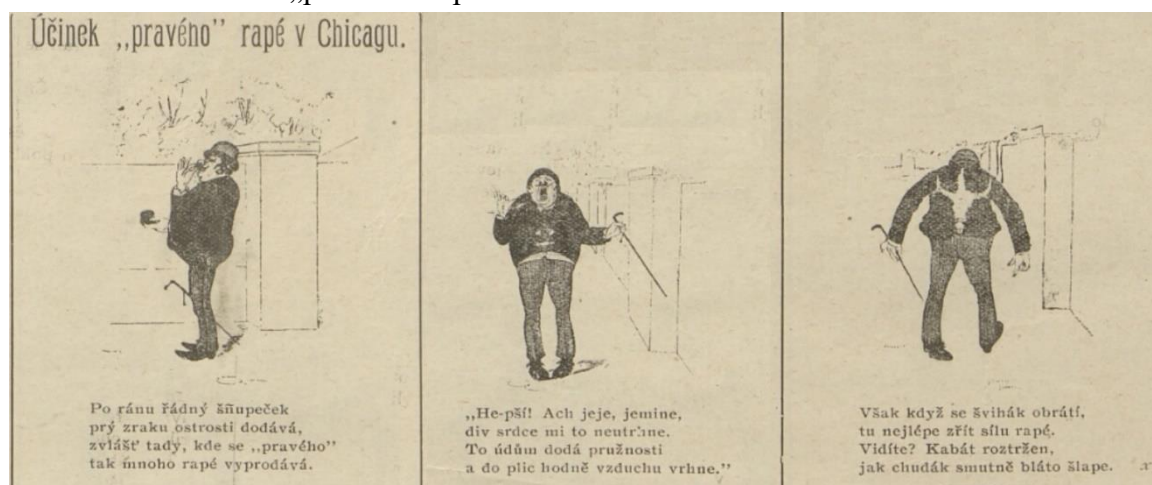 Účinek „pravého” rapé v Chicagu.
Po ránu řádný šňupeček
prý zraku ostrosti dodává,
zvlášť tady, kde se „pravého”
tak mnoho rapé vyprodává.
„He-pší! Ach jeje, jemine,
div srdce mi to neutrhne.
To údům dodá pružnosti
a do plic hodně vzduchu vrhne.”
Však když se švihák obrátí,
tu nejlépe zřít sílu rapé.
Vidíte? Kabát roztržen,
jak chudák smutně bláto šlape.